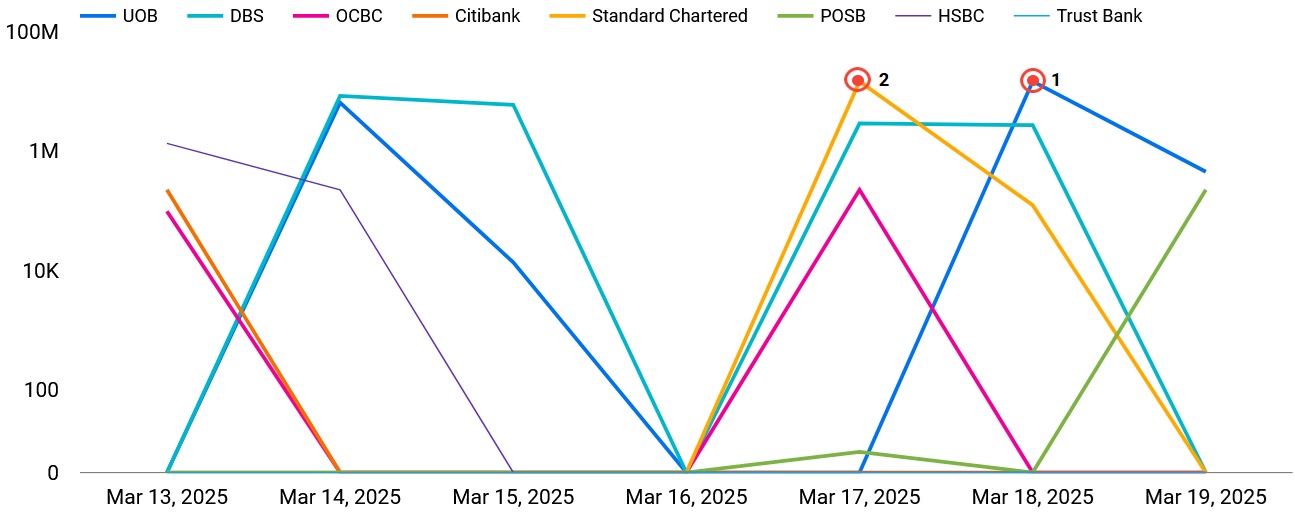 UOB DBS OCBC Citibank Standard Chartered POSB HSBC Trust Bank
100M
2 1
1M
10K
100
0
Mar 13, 2025 Mar 14, 2025 Mar 15, 2025 Mar 16, 2025 Mar 17, 2025 Mar 18, 2025 Mar 19, 2025